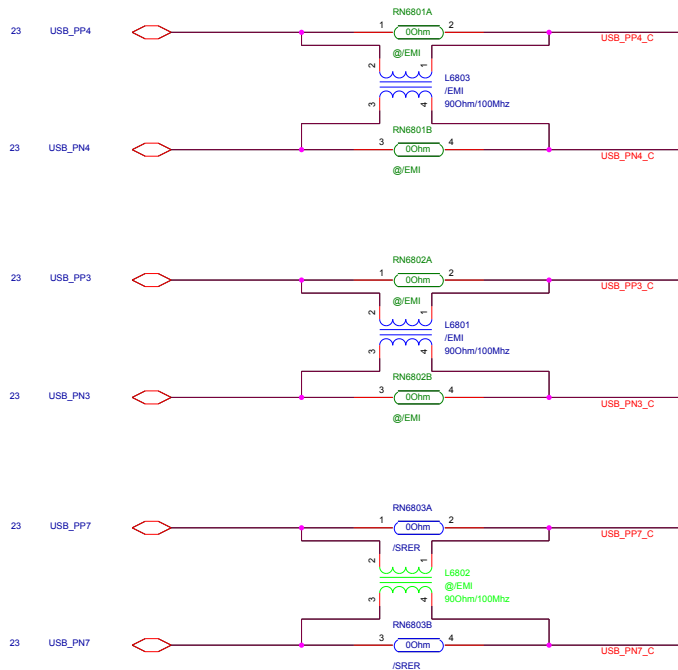 RN6801A
23 USB_PP4 1 0Ohm 2
USB_PP4_C
@/EMI
2 1
L6803
/EMI
3 4 90Ohm/100Mhz
RN6801B
23 USB_PN4 3 0Ohm 4
USB_PN4_C
@/EMI
RN6802A
23 USB_PP3 1 0Ohm 2
USB_PP3_C
@/EMI
2 1
L6801
/EMI
3 4 90Ohm/100Mhz
RN6802B
23 USB_PN3 3 0Ohm 4
USB_PN3_C
@/EMI
RN6803A
23 USB_PP7 1 0Ohm 2
USB_PP7_C
/SRER
2 1
L6802
@/EMI
3 4 90Ohm/100Mhz
RN6803B
23 USB_PN7 3 0Ohm 4
USB_PN7_C
/SRER